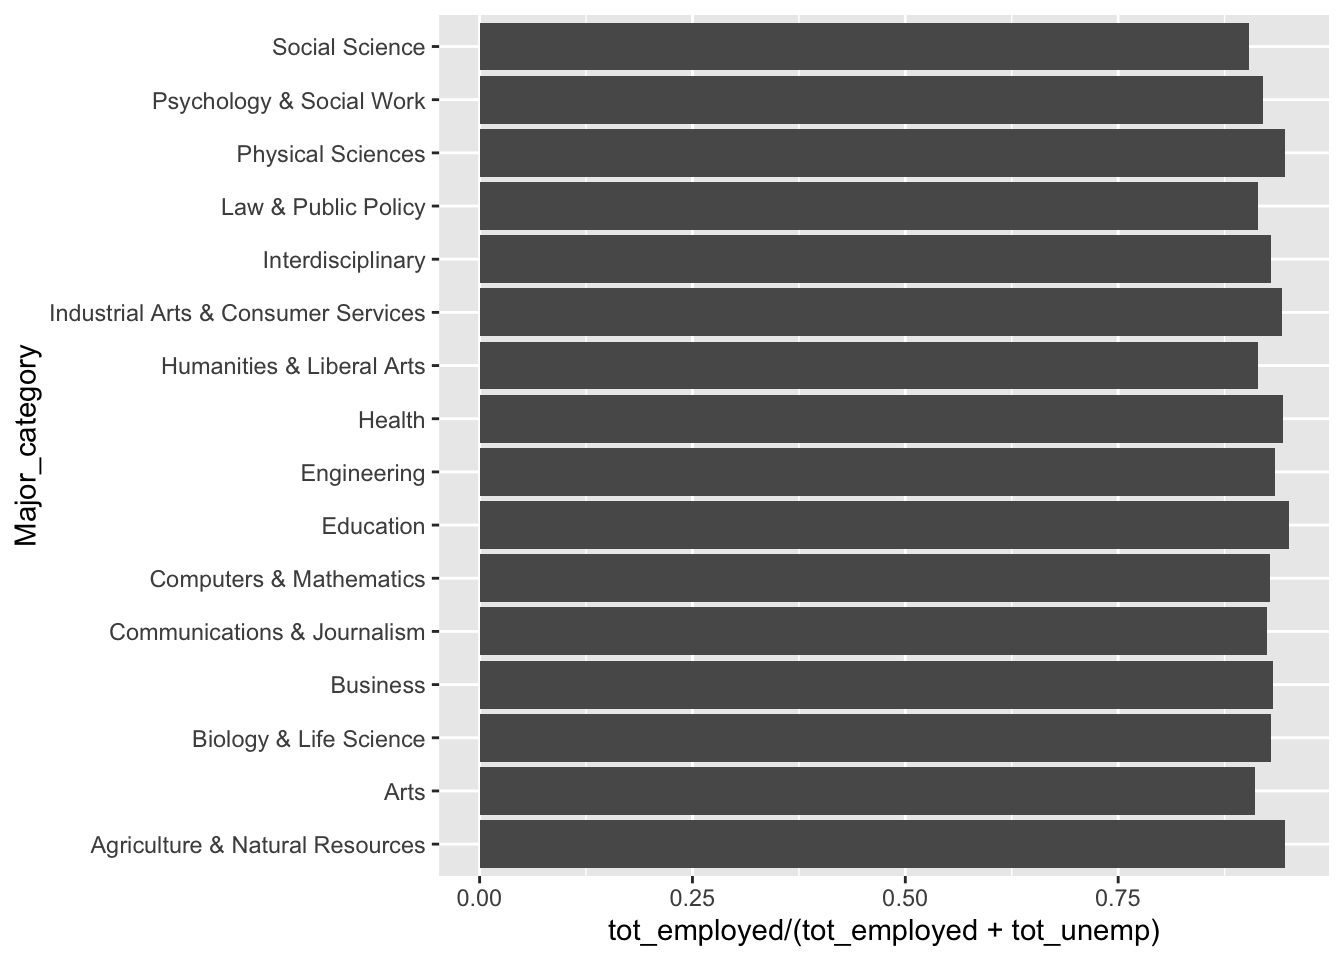 Social Science
Psychology & Social Work
Physical Sciences
Law & Public Policy
Interdisciplinary
Industrial Arts & Consumer Services
Humanities & Liberal Arts
Health
Engineering
Education
Computers & Mathematics
Communications & Journalism
Business
Biology & Life Science
Arts
Agriculture & Natural Resources
Major_category
0.00 0.25 0.50 0.75
tot_employed/(tot_employed + tot_unemp)